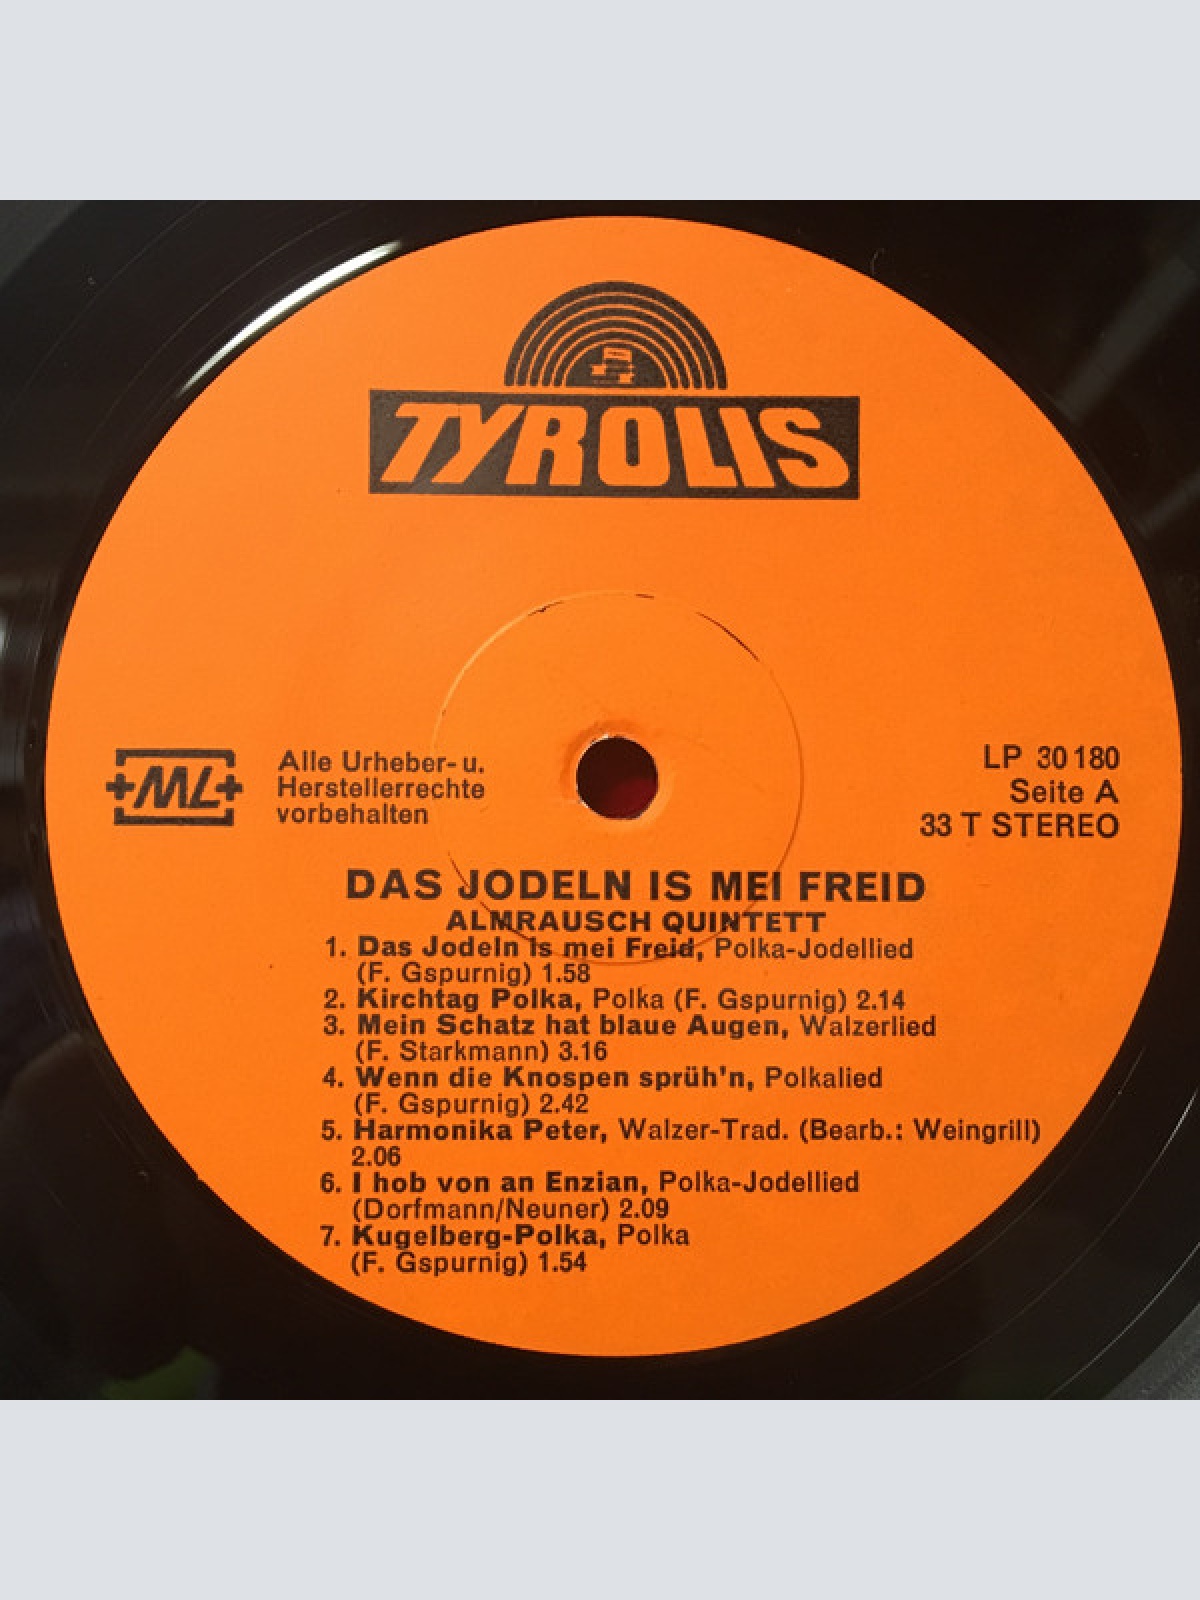 TYROLIS
+ML+
Alle Urheber- u.
Herstellerrechte
vorbehalten
LP 30180
Seite A
33 T STEREO
DAS JODELN IS MEI FREID
ALMRAUSCH QUINTETT
1. Das Jodeln is mei Freid, Polka-Jodellied
(F. Gspurnig) 1.58
2. Kirchtag Polka, Polka (F. Gspurnig) 2.14
3. Mein Schatz hat blaue Augen, Walzerlied
(F. Starkmann) 3.16
4. Wenn die Knospen sprüh'n, Polkalied
(F. Gspurnig) 2.42
5. Harmonika Peter, Walzer-Trad. (Bearb.: Weingrill)
2.06
6. I hob von an Enzian, Polka-Jodellied
(Dorfmann/Neuner) 2.09
7. Kugelberg-Polka, Polka
(F. Gspurnig) 1.54